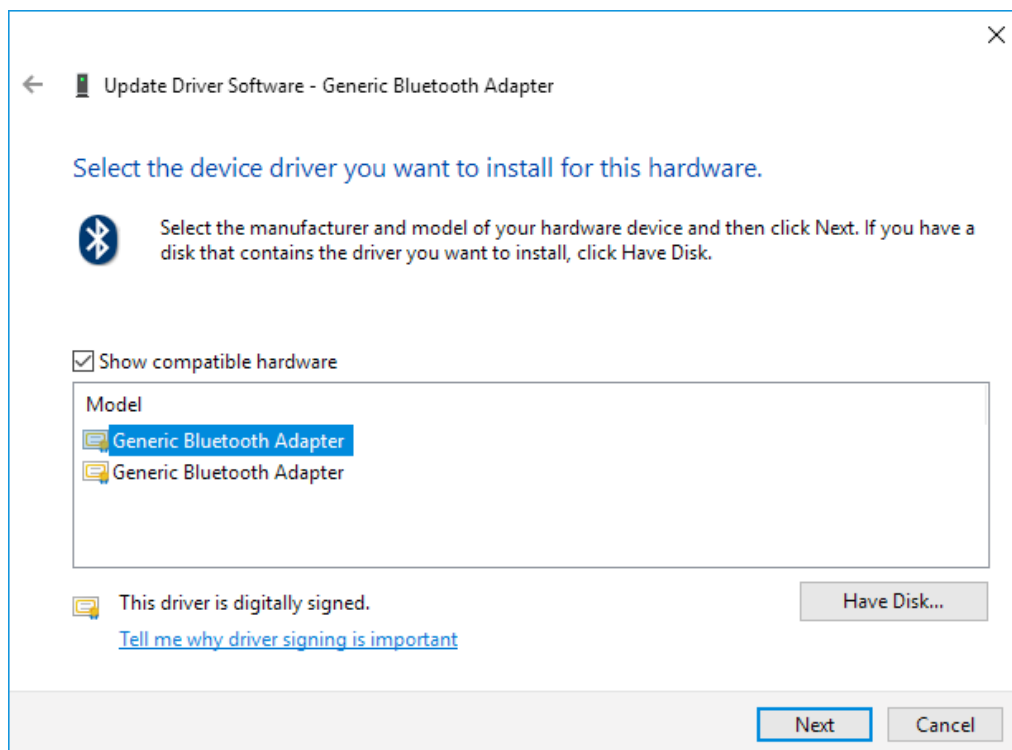 Update Driver Software - Generic Bluetooth Adapter
Select the device driver you want to install for this hardware.
Select the manufacturer and model of your hardware device and then click Next. If you have a
disk that contains the driver you want to install, click Have Disk.
Show compatible hardware
Model
Generic Bluetooth Adapter
Generic Bluetooth Adapter
This driver is digitally signed.
Have Disk...
Tell me why driver signing is important
Next
Cancel